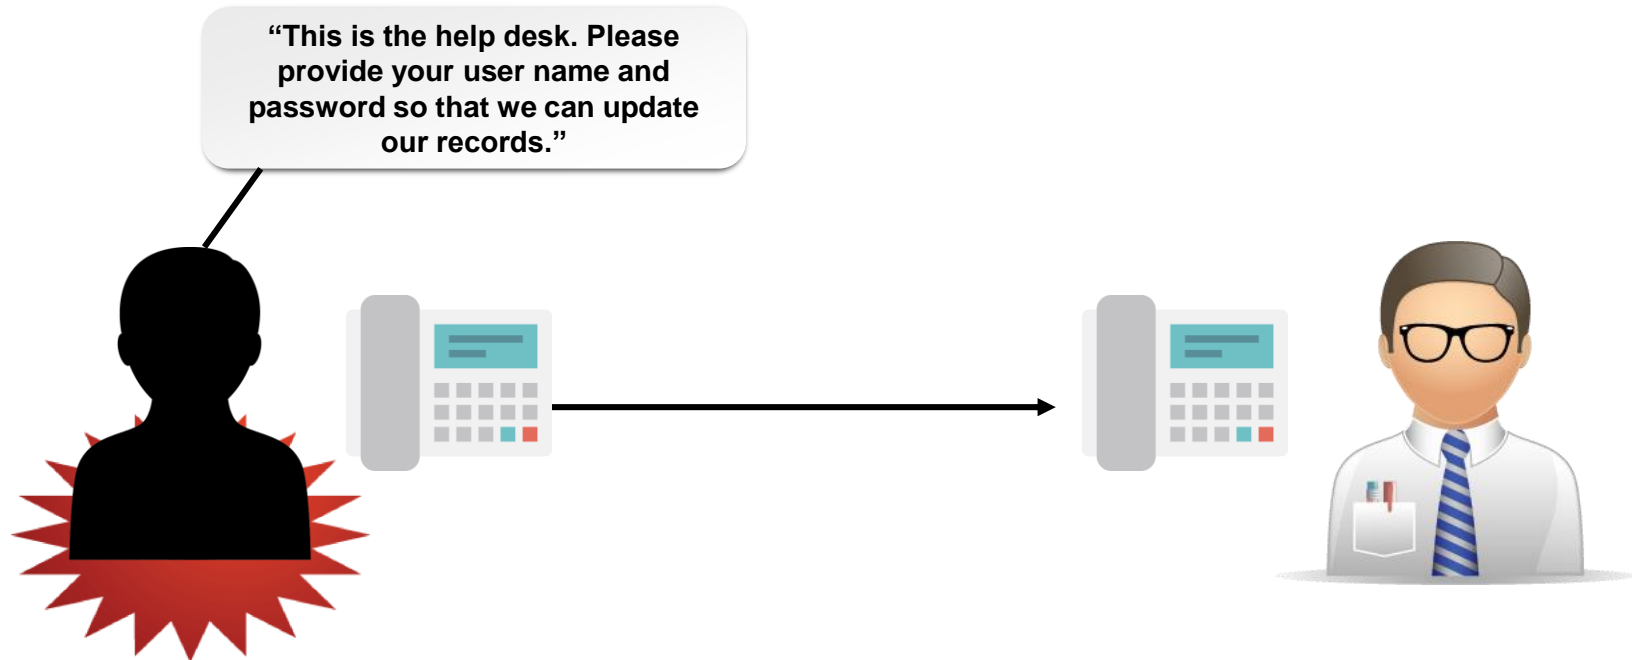 “This is the help desk. Please
provide your user name and
password so that we can update
our records.”